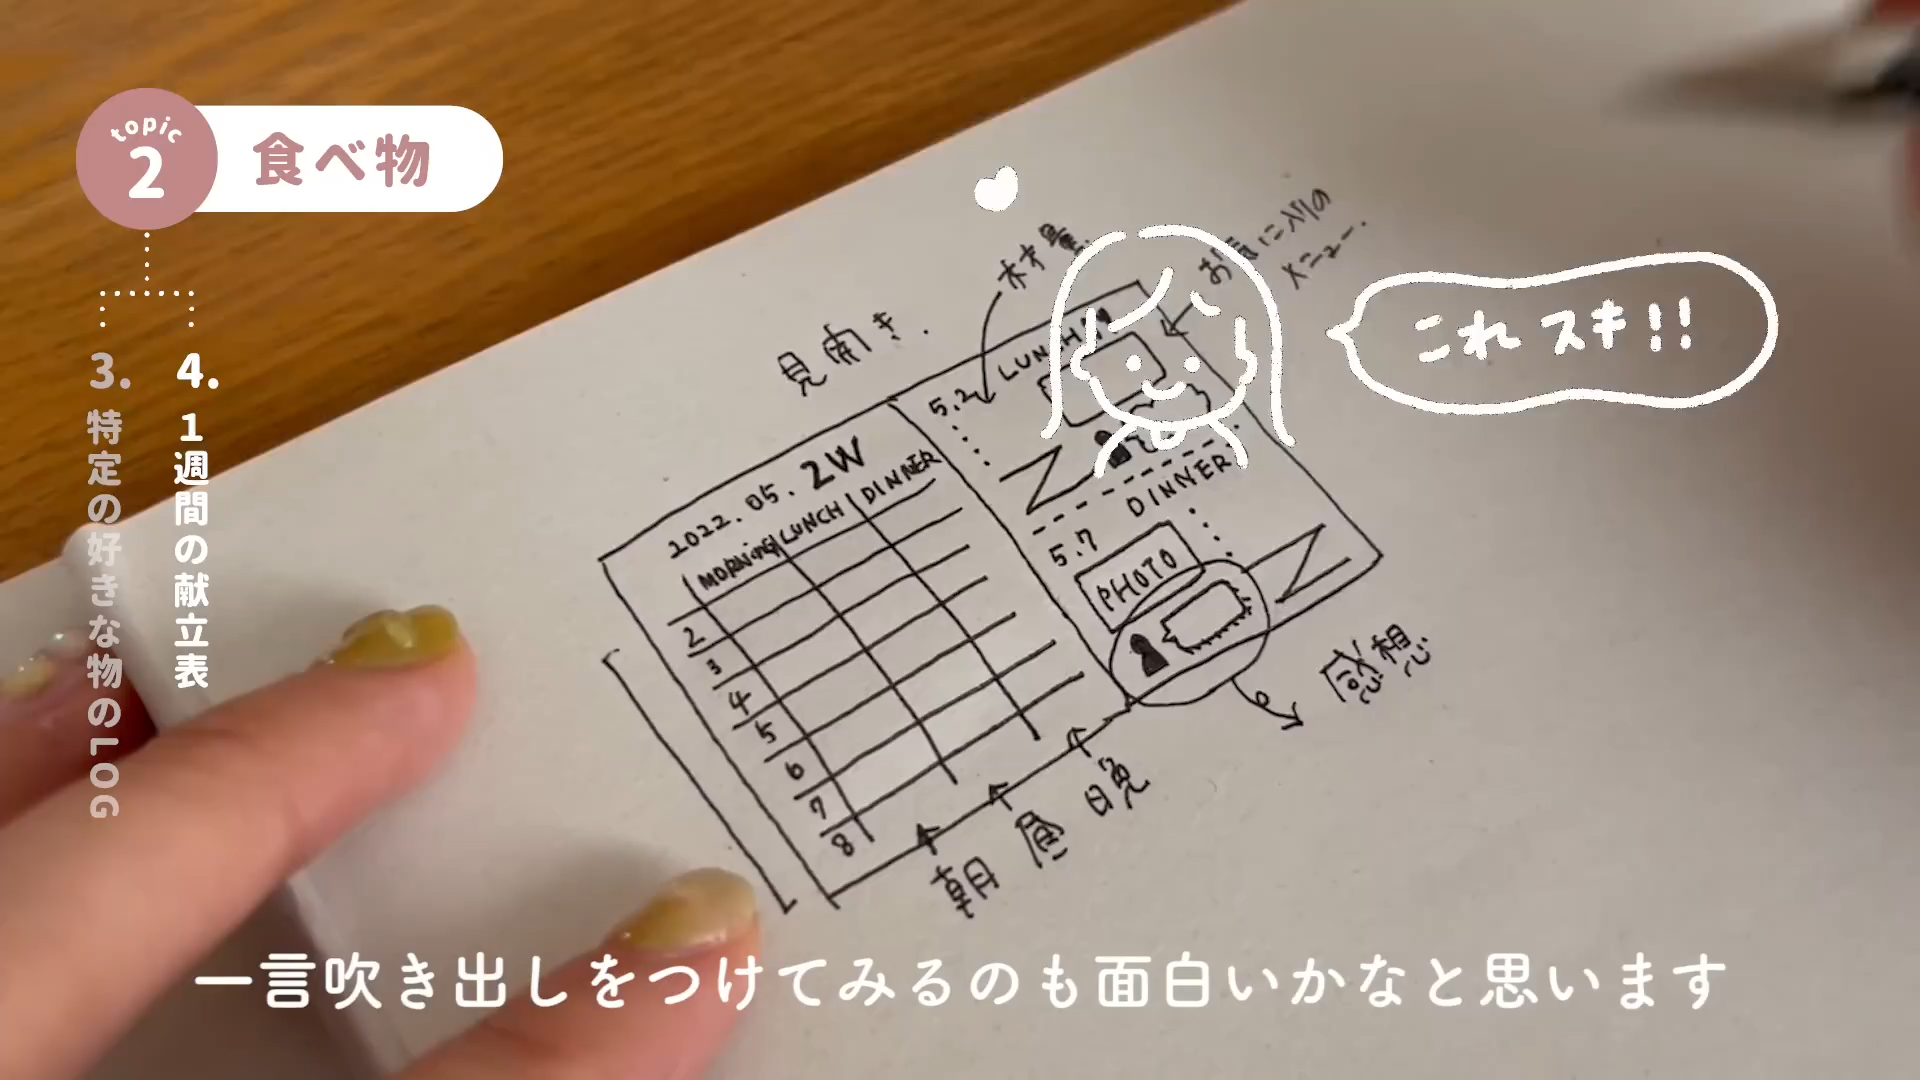 topic
2
食べ物
4.
1週間の献立表
3.
特定の好きな物のLOG
お気に入りの
メニュー.
見開き.
これスキ!!
2022.05. 2W
MORNING LUNCH DINNER
2
3
4
5
6
7
8
5.2 LUNCH
DINNER
5.7
PHOTO
感想
朝 昼 晩
一言吹き出しをつけてみるのも面白いかなと思います